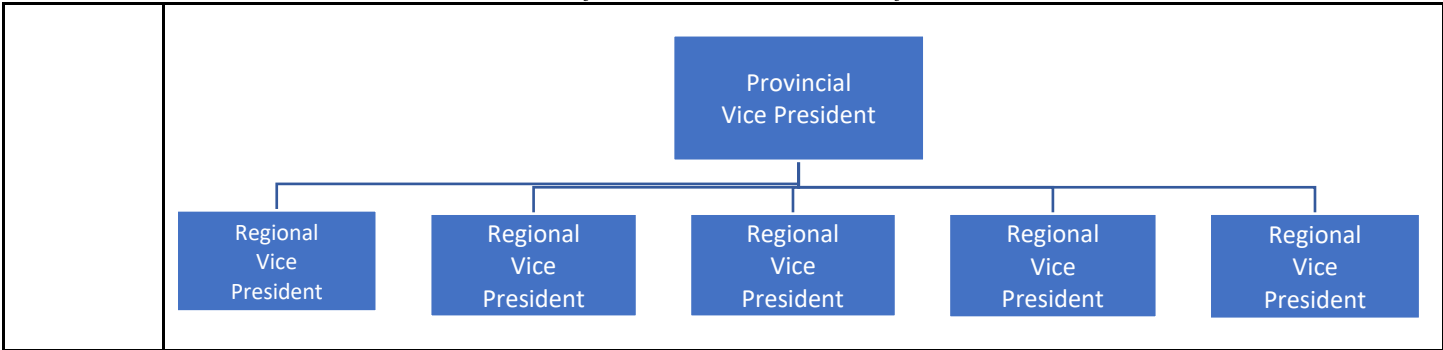 Provincial
Vice President
Regional
Vice
President
Regional
Vice
President
Regional
Vice
President
Regional
Vice
President
Regional
Vice
President